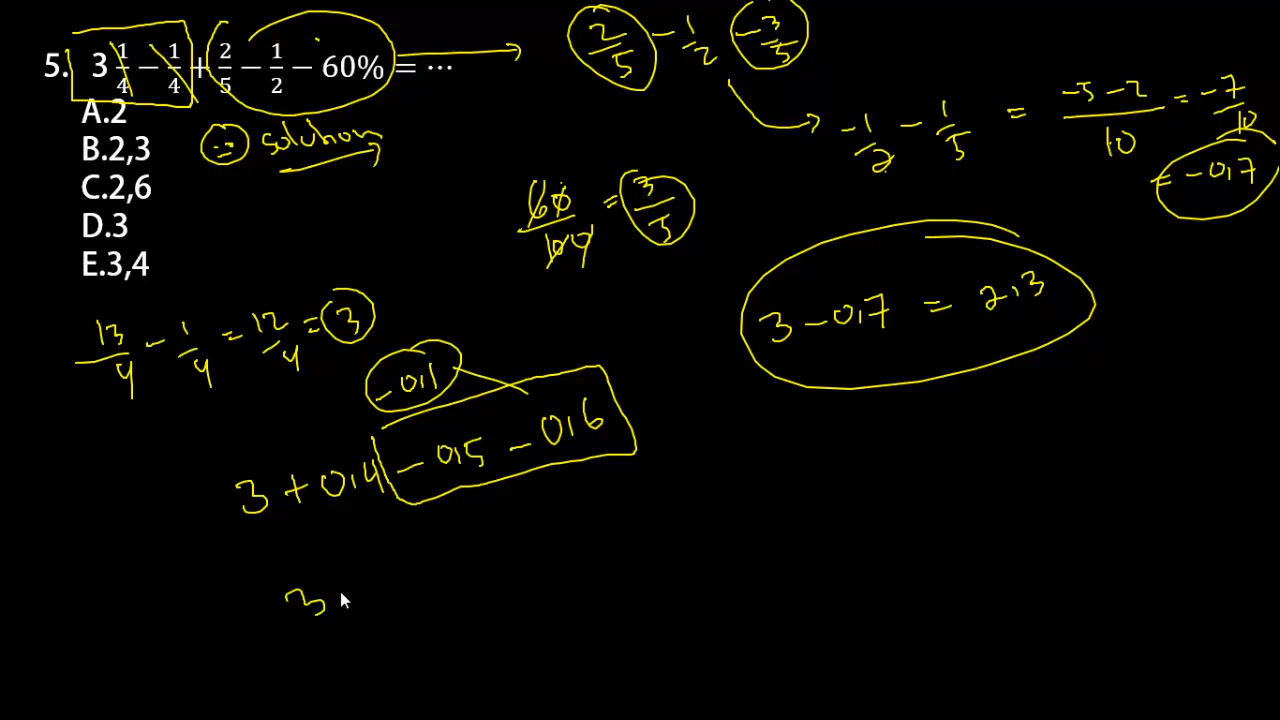 5. 3 1/4 − 1/4 + 2/5 − 1/2 − 60% = ⋯
A.2
B.2,3
C.2,6
D.3
E.3,4
solution
2/5 − 1/2 − 3/5
−1/2 − 1/5 = −5−2/10 = −7/10
= −0,7
60/100 = 3/5
3 − 0,7 = 2,3
13/4 − 1/4 = 12/4 = 3
−0,1
3 + 0,4 − 0,5 − 0,6
3